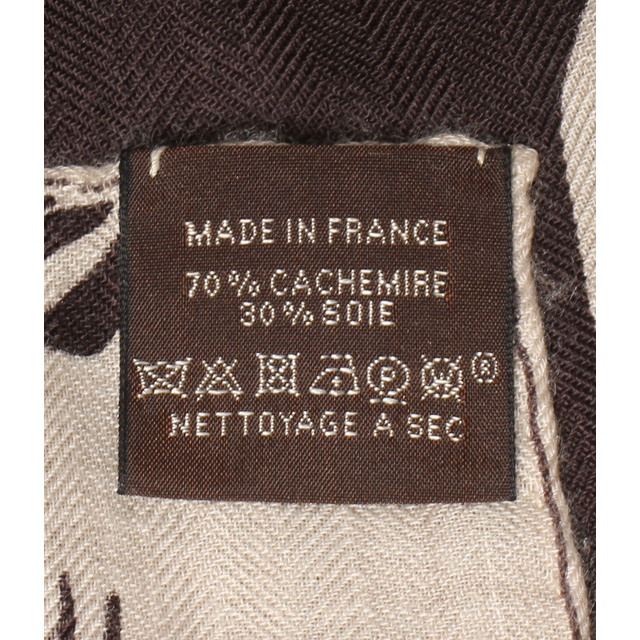 MADE IN FRANCE
70 % CACHEMIRE
30 % SOIE
P W ®
NETTOYAGE A SEC